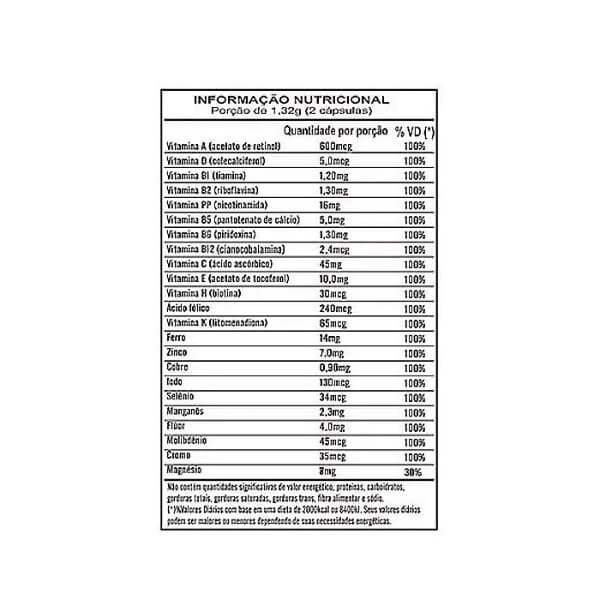 INFORMAÇÃO NUTRICIONAL
Porção de 1,32g (2 cápsulas)
Quantidade por porção % VD (*)
Vitamina A (acetato de retinol) 600mcg 100%
Vitamina D (colecalciferol) 5,0mcg 100%
Vitamina B1 (tiamina) 1,20mg 100%
Vitamina B2 (riboflavina) 1,30mg 100%
Vitamina PP (nicotinamida) 16mg 100%
Vitamina B5 (pantotenato de cálcio) 5,0mg 100%
Vitamina B6 (piridoxina) 1,30mg 100%
Vitamina B12 (cianocobalamina) 2,4mcg 100%
Vitamina C (ácido ascórbico) 45mg 100%
Vitamina E (acetato de tocoferol) 10,0mg 100%
Vitamina H (biotina) 30mcg 100%
Ácido fólico 240mcg 100%
Vitamina K (fitomenadiona) 65mcg 100%
Ferro 14mg 100%
Zinco 7,0mg 100%
Cobre 0,90mg 100%
Iodo 130mcg 100%
Selênio 34mcg 100%
Manganês 2,3mg 100%
Flúor 4,0mg 100%
Molibdênio 45mcg 100%
Cromo 35mcg 100%
Magnésio mg 30%
Não contém quantidades significativas de valor energético, proteínas, carboidratos,
gorduras totais, gorduras saturadas, gorduras trans, fibra alimentar e sódio.
(*)%Valores Diários com base em uma dieta de 2000kcal ou 8400kJ. Seus valores diários
podem ser maiores ou menores dependendo de suas necessidades energéticas.